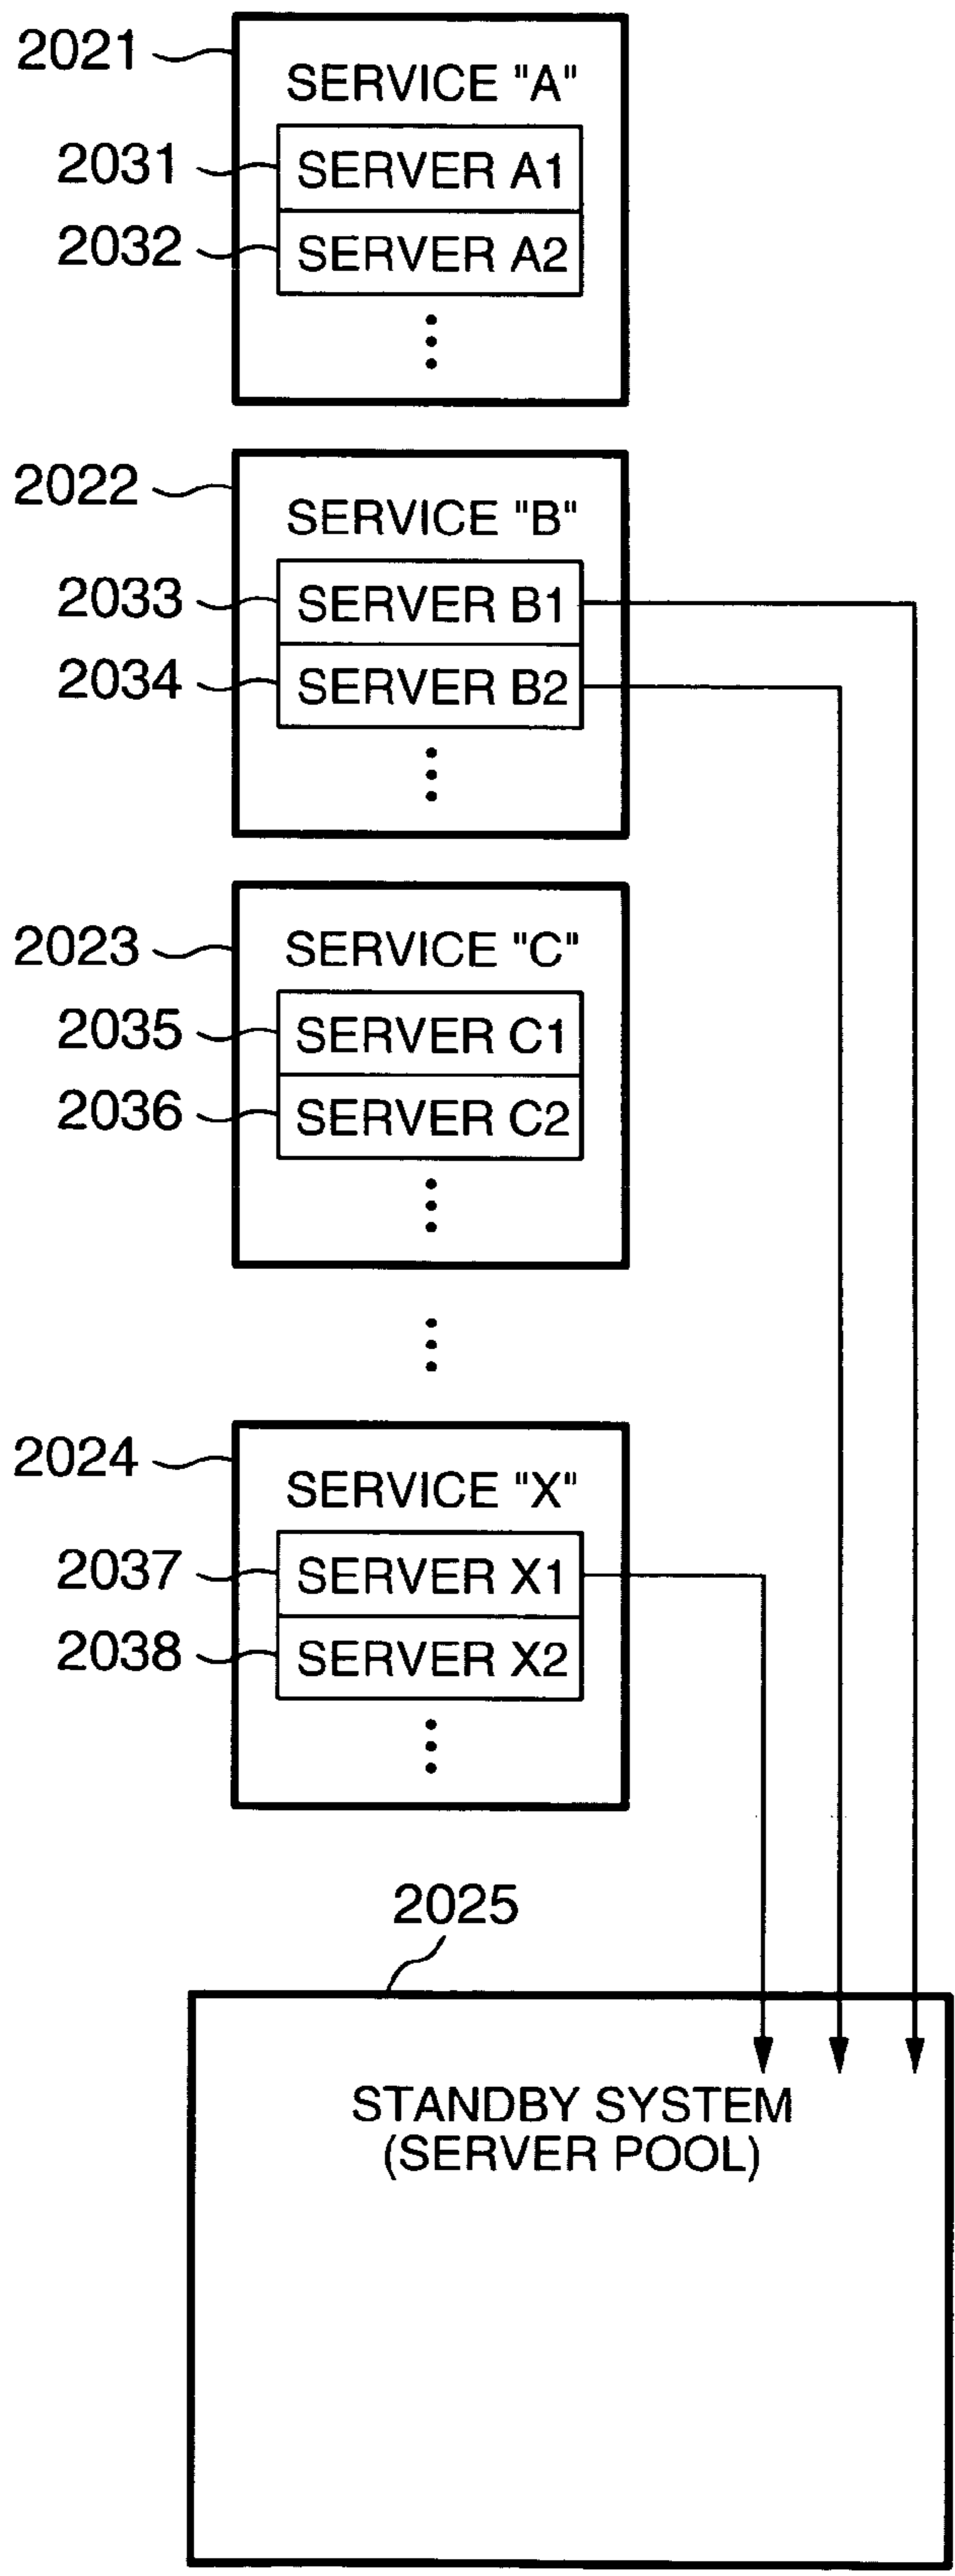 2021
SERVICE "A"
2031
SERVER A1
2032
SERVER A2
2022
SERVICE "B"
2033
SERVER B1
2034
SERVER B2
2023
SERVICE "C"
2035
SERVER C1
2036
SERVER C2
2024
SERVICE "X"
2037
SERVER X1
2038
SERVER X2
2025
STANDBY SYSTEM
(SERVER POOL)